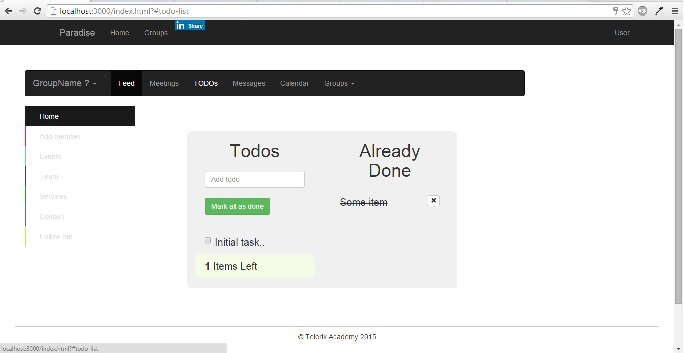 localhost:3000/index.html?#todo-list
Paradise Home Groups in Share User
GroupName ? Feed Meetings TODOs Messages Calendar Groups
Home
Add member
Events
Team
Services
Contact
Follow me
Todos
Add todo
Mark all as done
Initial task..
1 Items Left
Already
Done
Some item
© Telerik Academy 2015
localhost:3000/index.html?#todo-list